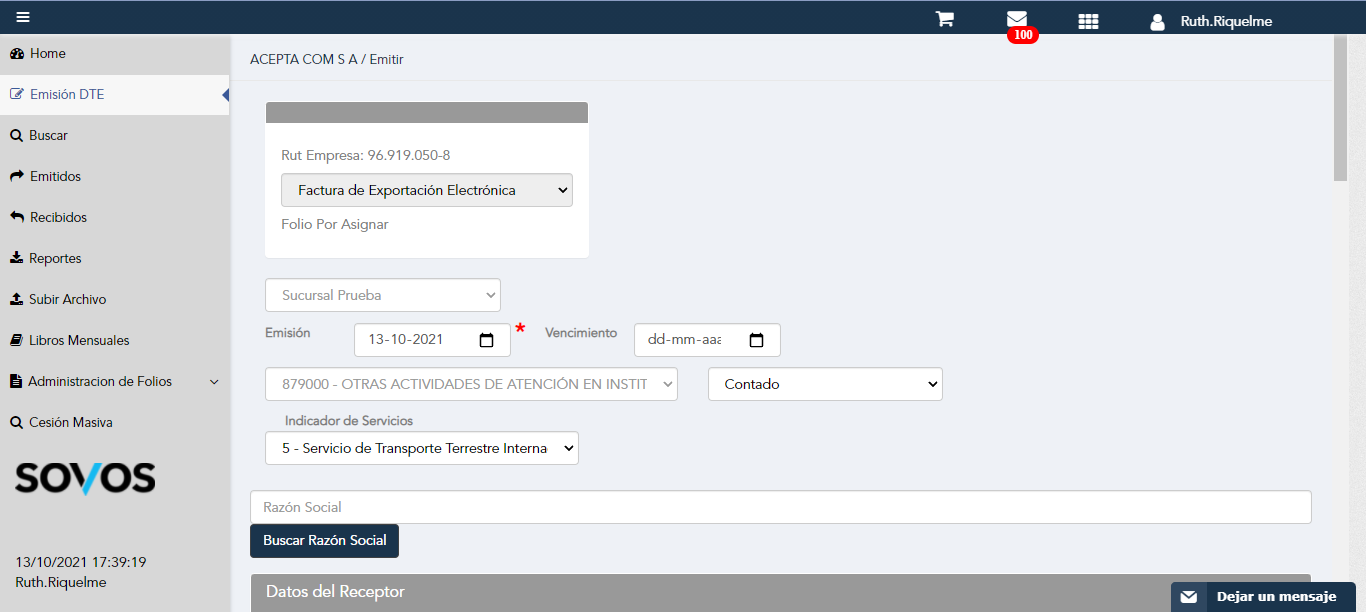 Ruth.Riquelme
100
Home
Emisión DTE
Buscar
Emitidos
Recibidos
Reportes
Subir Archivo
Libros Mensuales
Administracion de Folios
Cesión Masiva
SOVOS
13/10/2021 17:39:19
Ruth.Riquelme
ACEPTA COM S A / Emitir
Rut Empresa: 96.919.050-8
Factura de Exportación Electrónica
Folio Por Asignar
Sucursal Prueba
Emisión 13-10-2021 * Vencimiento dd-mm-aaa
879000 - OTRAS ACTIVIDADES DE ATENCIÓN EN INSTIT Contado
Indicador de Servicios
5 - Servicio de Transporte Terrestre Interna
Razón Social
Buscar Razón Social
Datos del Receptor
Dejar un mensaje